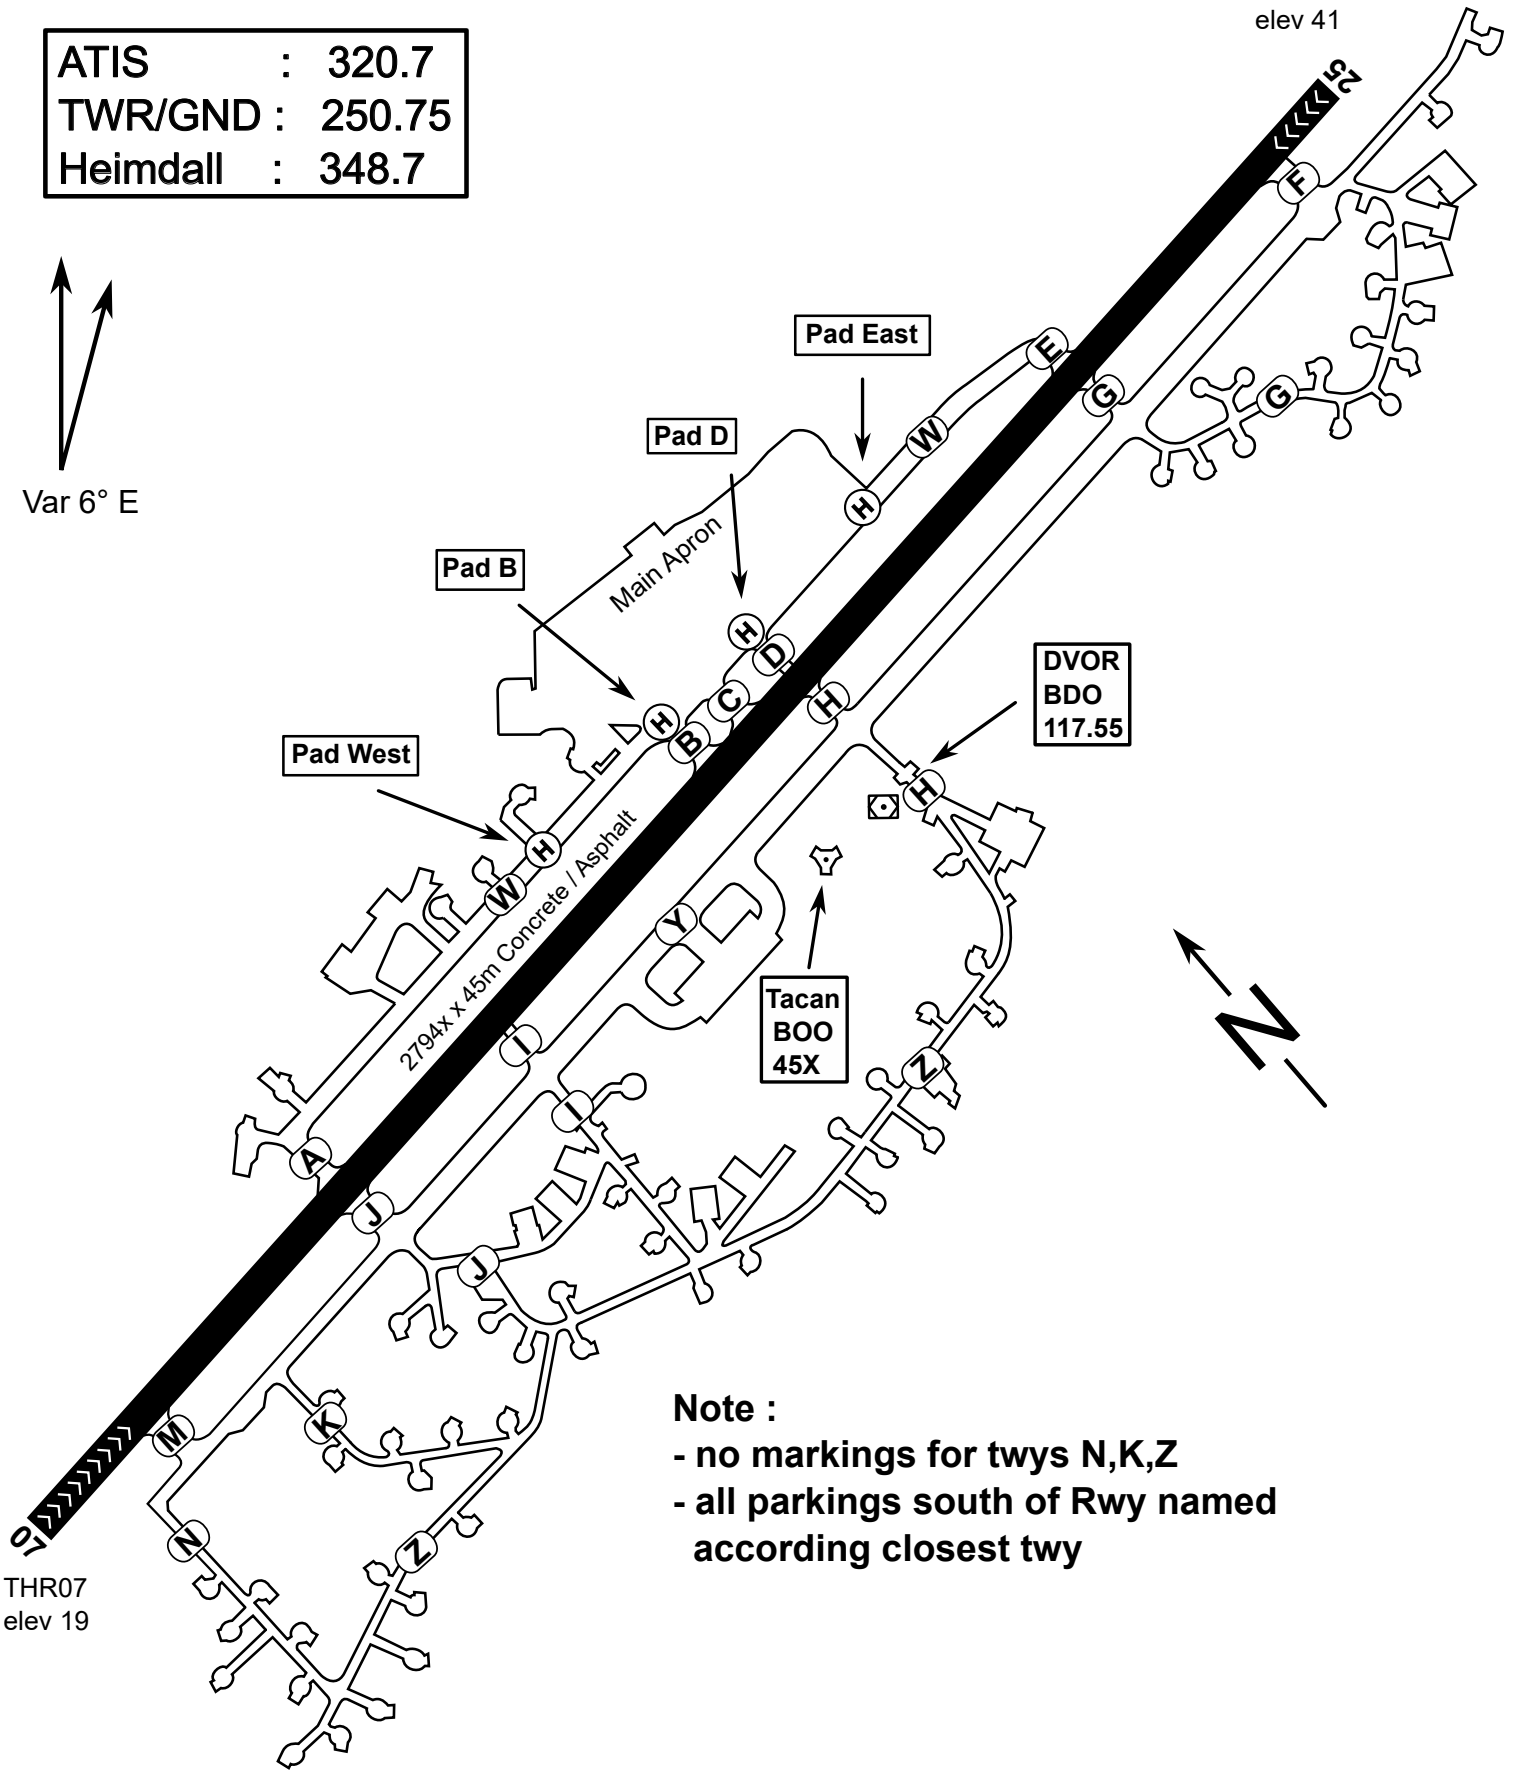 elev 41
ATIS : 320.7
TWR/GND : 250.75
Heimdall : 348.7
25
F
Var 6° E
Pad East
E
G
G
W
Pad D
H
Main Apron
Pad B
H
D
DVOR
BDO
117.55
C
H
H
B
Pad West
H
H
W
2794x x 45m Concrete / Asphalt
Y
Tacan
BOO
45X
N
I
Z
I
A
J
J
Note :
- no markings for twys N,K,Z
- all parkings south of Rwy named
according closest twy
K
M
N
Z
07
THR07
elev 19